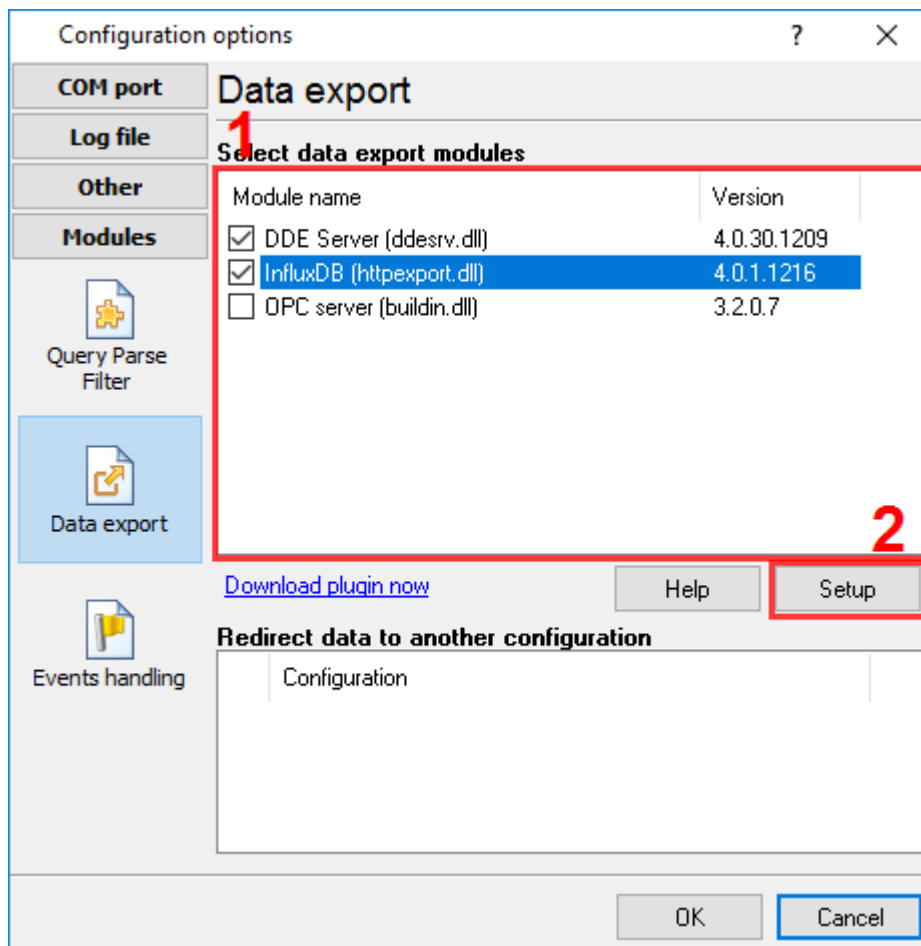 Configuration options
?
COM port
Log file
Other
Modules
Query Parse
Filter
Data export
Events handling
Data export
1
Select data export modules
Module name Version
DDE Server (ddesrv.dll) 4.0.30.1209
InfluxDB (httpexport.dll) 4.0.1.1216
OPC server (buildin.dll) 3.2.0.7
2
Download plugin now
Help
Setup
Redirect data to another configuration
Configuration
OK
Cancel